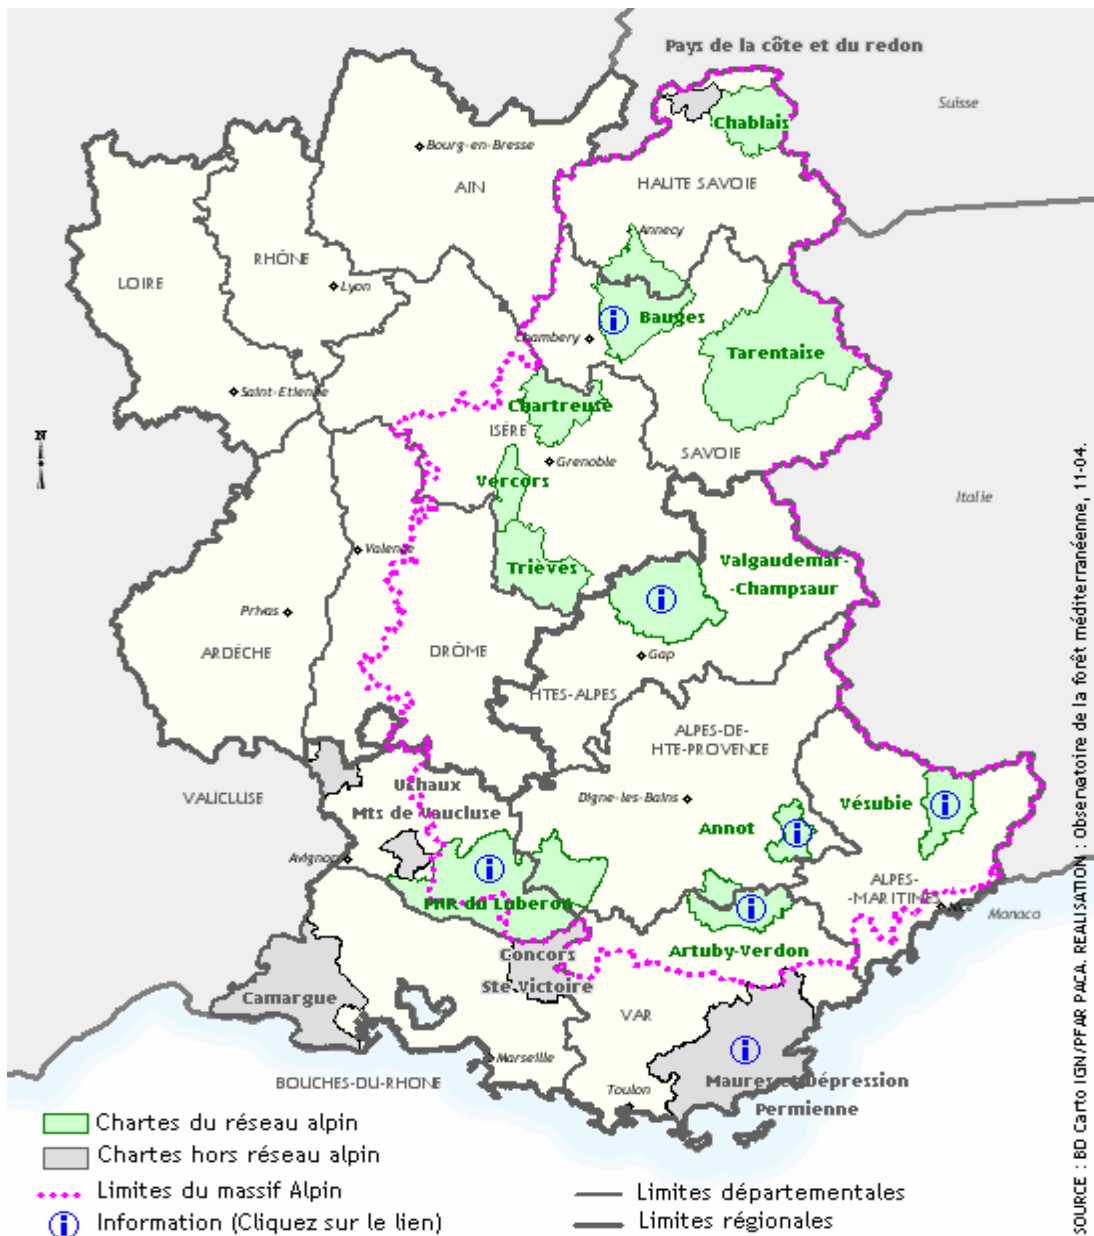 Pays de la côte et du redon
Suisse
Chablais
Bourg-en-Bresse
AIN
HAUTE SAVOIE
Annecy
RHÔNE
LOIRE
Lyon
Bauges
Chambery
Tarentaise
Saint-Etienne
Chartreuse
ISÈRE
N
Grenoble
SAVOIE
Vercors
Italie
Valence
Trièves
Valgaudemar-
-Champsaur
Privas
ARDÈCHE
DRÔME
Gap
HTES-ALPES
ALPES-DE-
HTE-PROVENCE
Uchaux
VAUCLUSE
Mts de Vaucluse
Digne-les-Bains
Vésubie
Annot
Avignon
ALPES-
-MARITIMES
PNR du Luberon
Nice
Monaco
Artuby-Verdon
Concors
Ste Victoire
Camargue
VAR
Marseille
BOUCHES-DU-RHONE
Toulon
Maures et Dépression
Permienne
Chartes du réseau alpin
Chartes hors réseau alpin
Limites du massif Alpin
Information (Cliquez sur le lien)
Limites départementales
Limites régionales
SOURCE : BD Carto IGN/PFAR PACA. REALISATION : Observatoire de la forêt méditerranéenne, 11-04.